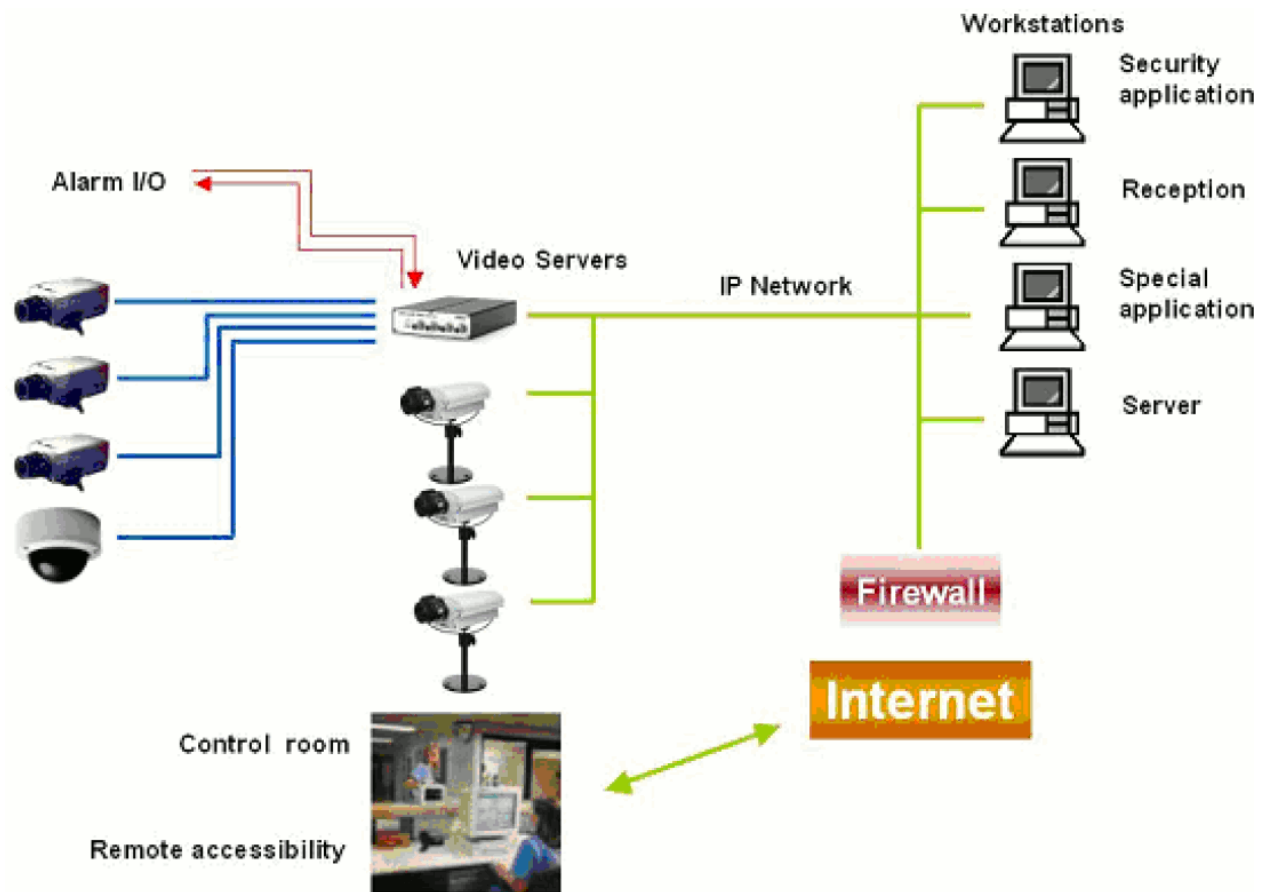 Workstations
Security
application
Alarm I/O
Reception
Video Servers
IP Network
Special
application
Server
Firewall
Internet
Control room
Remote accessibility